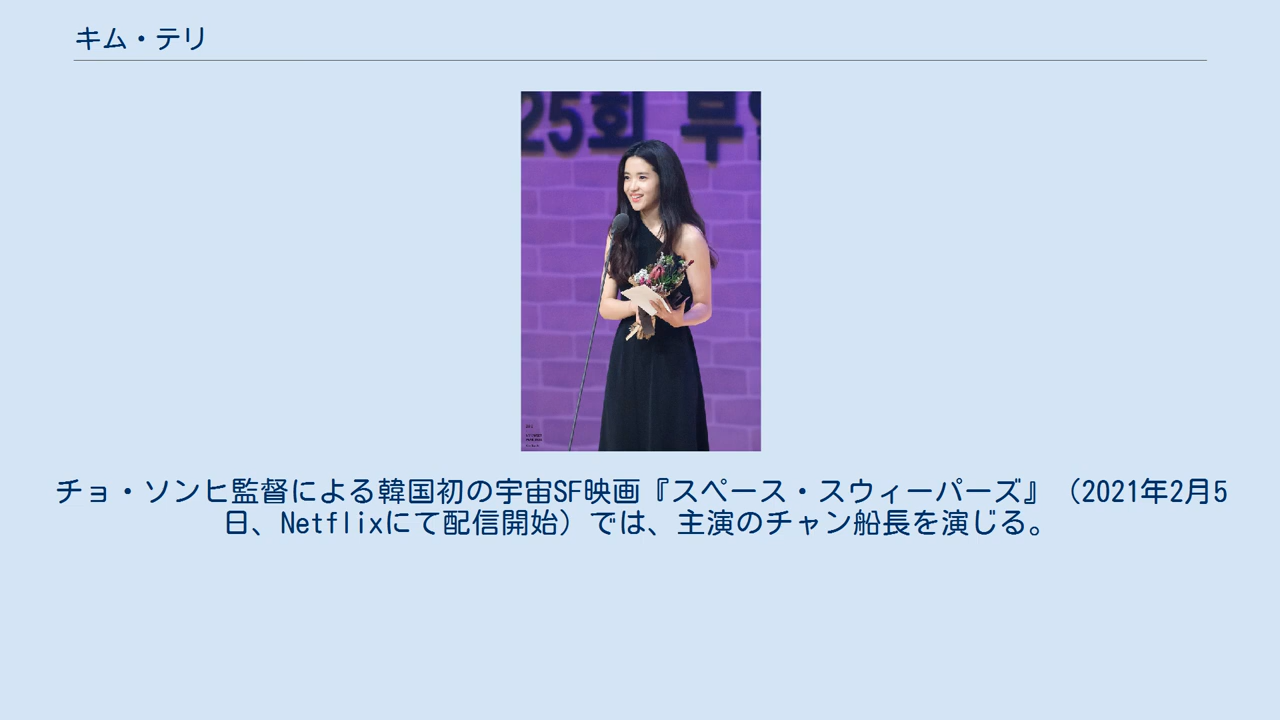 キム・テリ
25회 부
チョ・ソンヒ監督による韓国初の宇宙SF映画『スペース・スウィーパーズ』（2021年2月5
日、Netflixにて配信開始）では、主演のチャン船長を演じる。